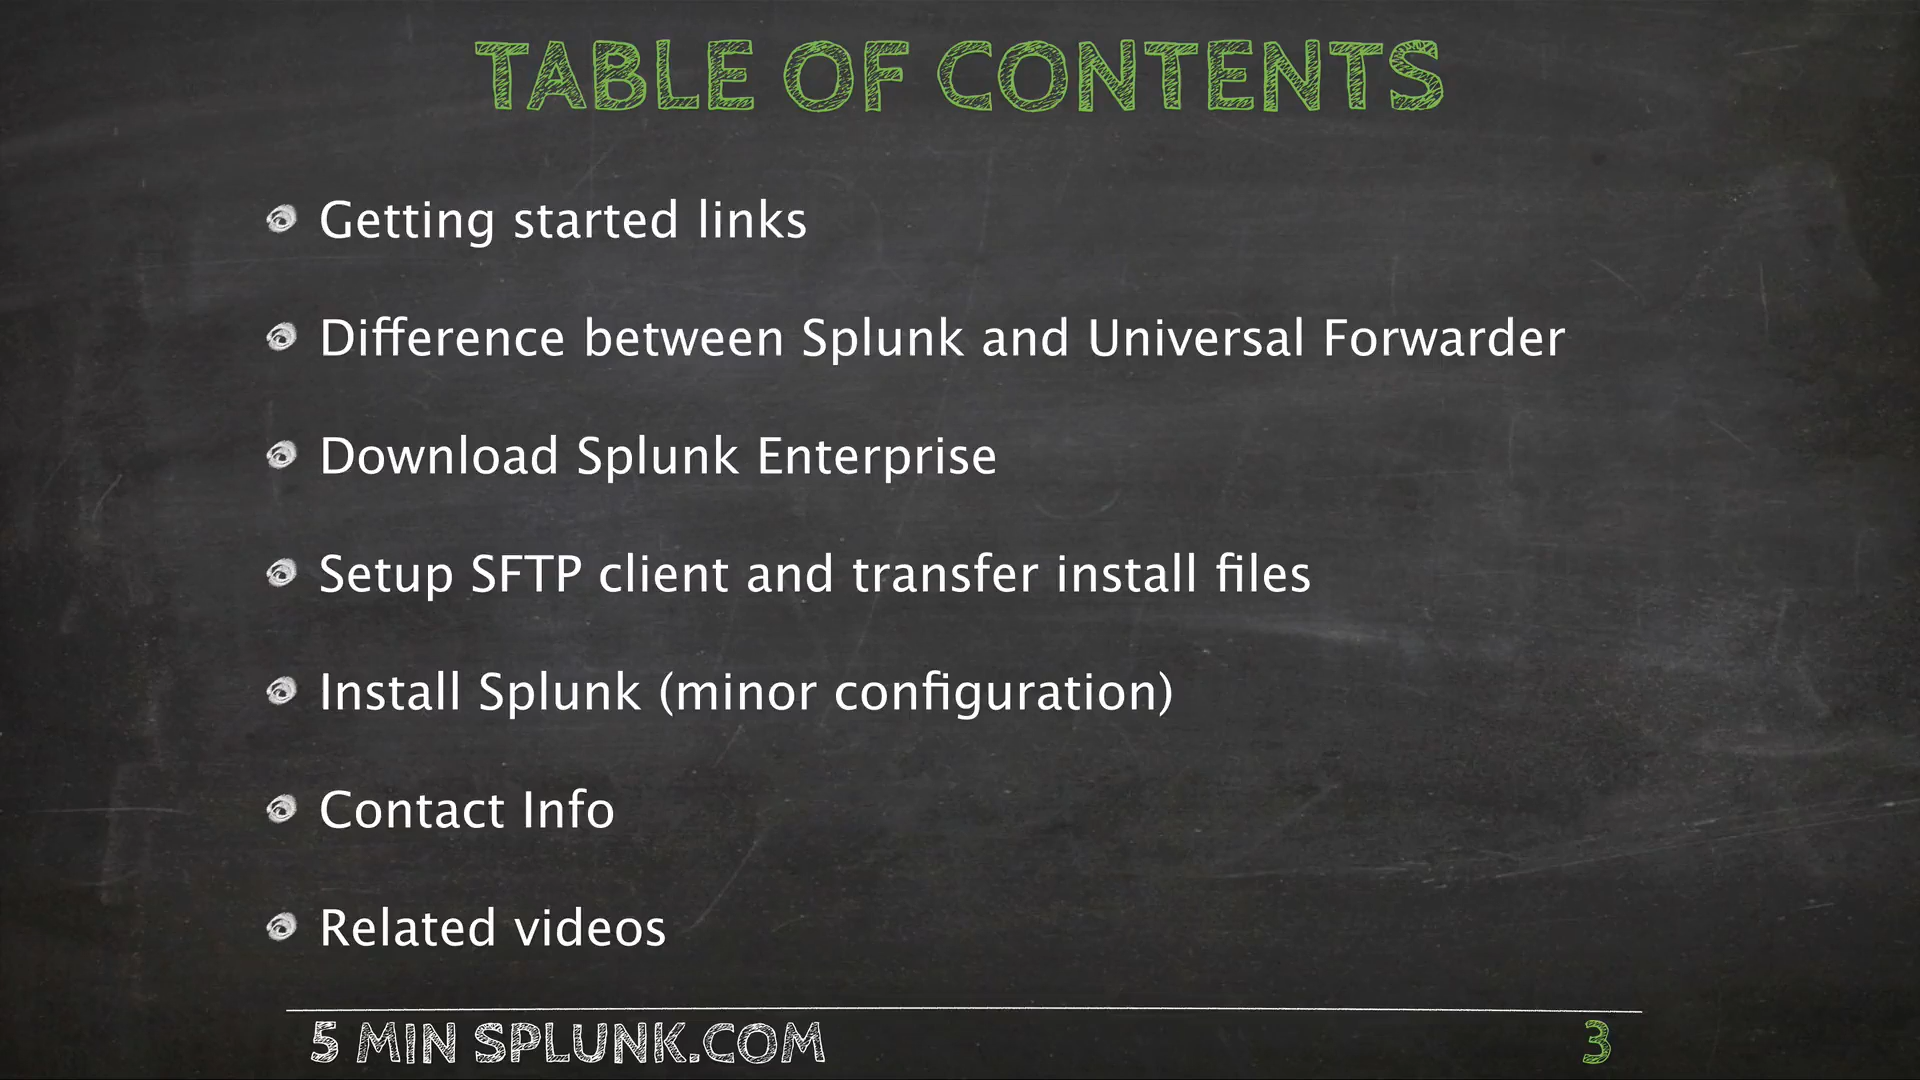 TABLE OF CONTENTS
Getting started links
Difference between Splunk and Universal Forwarder
Download Splunk Enterprise
Setup SFTP client and transfer install files
Install Splunk (minor configuration)
Contact Info
Related videos
5 MIN SPLUNK.COM
3